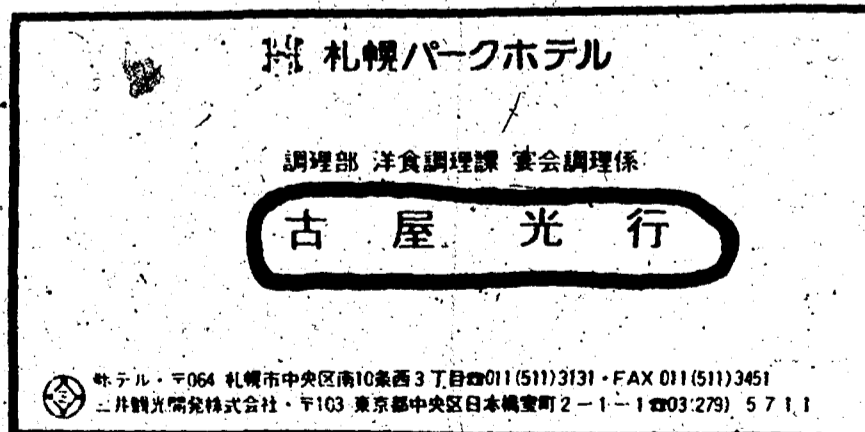 札幌パークホテル
調理部 洋食調理課 宴会調理係
古屋 光行
ホテル・〒064 札幌市中央区南10条西3丁目☎011(511)3131・FAX 011(511)3451
三井観光開発株式会社・〒103 東京都中央区日本橋室町2-1-1☎03(279)5711